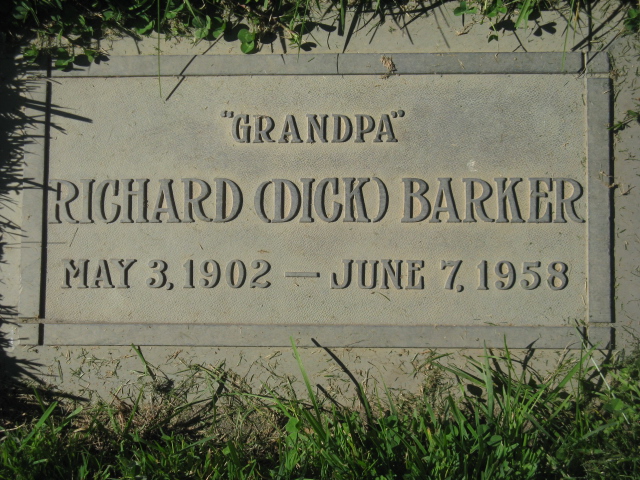 "GRANDPA"
RICHARD (DICK) BARKER
MAY 3, 1902 — JUNE 7, 1958